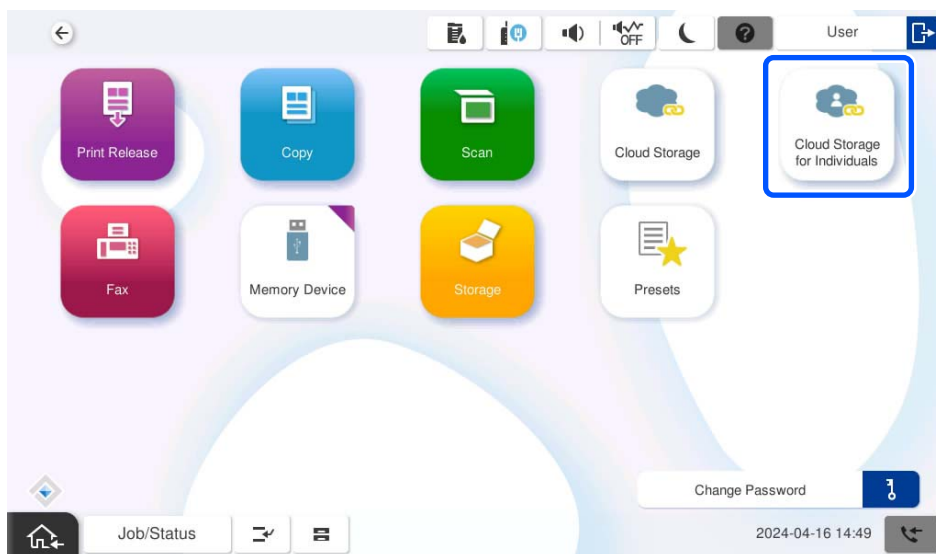 OFF
User
Print Release
Copy
Scan
Cloud Storage
Cloud Storage
for Individuals
Fax
Memory Device
Storage
Presets
Change Password
Job/Status
2024-04-16 14:49